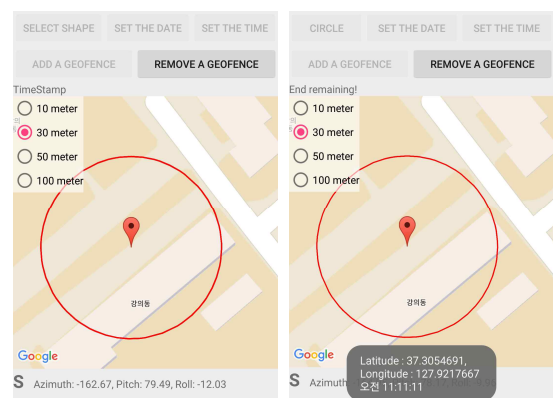 SELECT SHAPE SET THE DATE SET THE TIME
ADD A GEOFENCE REMOVE A GEOFENCE
TimeStamp
10 meter
30 meter
50 meter
100 meter
강의동
Google
S Azimuth: -162.67, Pitch: 79.49, Roll: -12.03
CIRCLE SET THE DATE SET THE TIME
ADD A GEOFENCE REMOVE A GEOFENCE
End remaining!
10 meter
30 meter
50 meter
100 meter
강의동
Google
Latitude : 37.3054691,
Longitude : 127.9217667
오전 11:11:11
S